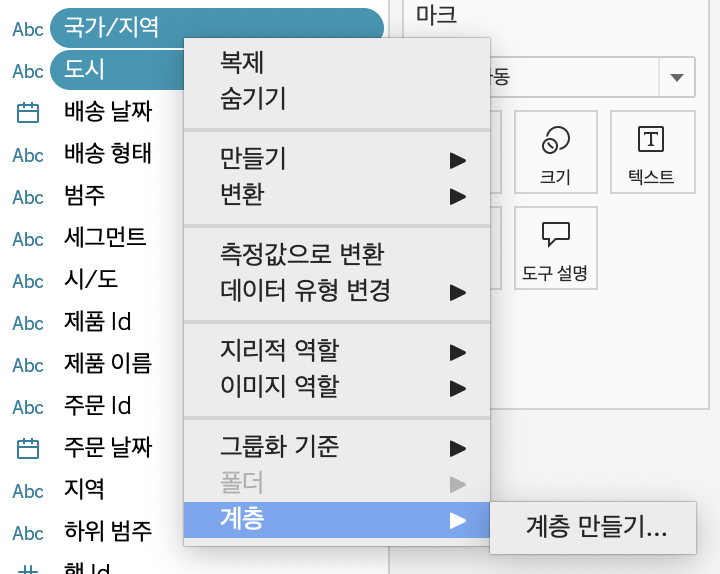 Abc 국가/지역
Abc 도시
배송 날짜
Abc 배송 형태
Abc 범주
Abc 세그먼트
Abc 시/도
Abc 제품 Id
Abc 제품 이름
Abc 주문 Id
주문 날짜
Abc 지역
Abc 하위 범주
행 Id
복제
숨기기
만들기
변환
측정값으로 변환
데이터 유형 변경
지리적 역할
이미지 역할
그룹화 기준
폴더
계층
계층 만들기...
마크
동
크기
텍스트
도구 설명